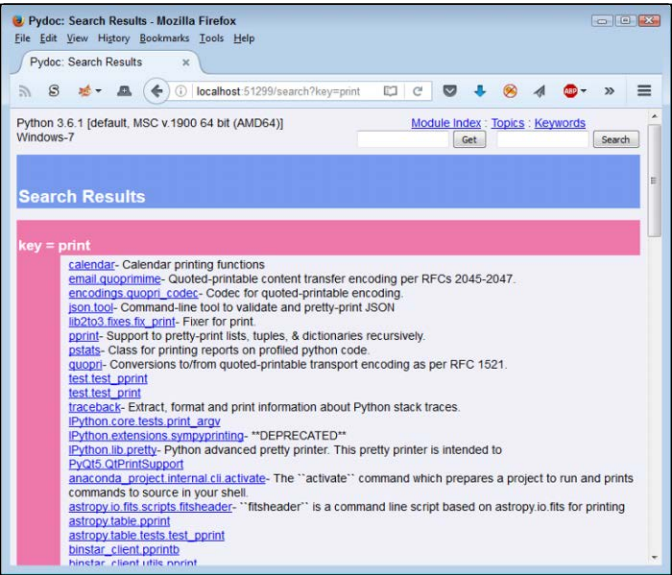 Pydoc: Search Results - Mozilla Firefox
File Edit View History Bookmarks Tools Help
Pydoc: Search Results ×
S localhost:51299/search?key=print ABP »
Python 3.6.1 [default, MSC v.1900 64 bit (AMD64)]
Windows-7
Module Index : Topics : Keywords
Get Search
Search Results
key = print
calendar- Calendar printing functions
email.quoprimime- Quoted-printable content transfer encoding per RFCs 2045-2047.
encodings.quopri_codec- Codec for quoted-printable encoding.
json.tool- Command-line tool to validate and pretty-print JSON
lib2to3.fixes.fix_print- Fixer for print.
pprint- Support to pretty-print lists, tuples, & dictionaries recursively.
pstats- Class for printing reports on profiled python code.
quopri- Conversions to/from quoted-printable transport encoding as per RFC 1521.
test.test_pprint
test.test_print
traceback- Extract, format and print information about Python stack traces.
IPython.core.tests.print_argv
IPython.extensions.sympyprinting- **DEPRECATED**
IPython.lib.pretty- Python advanced pretty printer. This pretty printer is intended to
PyQt5.QtPrintSupport
anaconda_project.internal.cli.activate- The ``activate`` command which prepares a project to run and prints
commands to source in your shell.
astropy.io.fits.scripts.fitsheader- ``fitsheader`` is a command line script based on astropy.io.fits for printing
astropy.table.pprint
astropy.table.tests.test_pprint
binstar_client.pprintb
binstar_client.utils.pprint